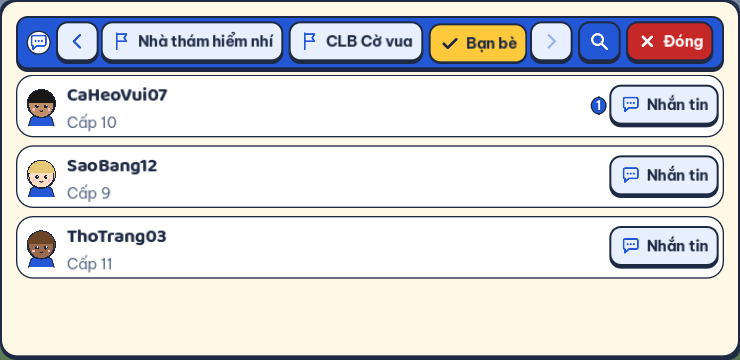 Nhà thám hiểm nhí
CLB Cờ vua
Bạn bè
Đóng
CaHeoVui07
Cấp 10
1
Nhắn tin
SaoBang12
Cấp 9
Nhắn tin
ThoTrang03
Cấp 11
Nhắn tin